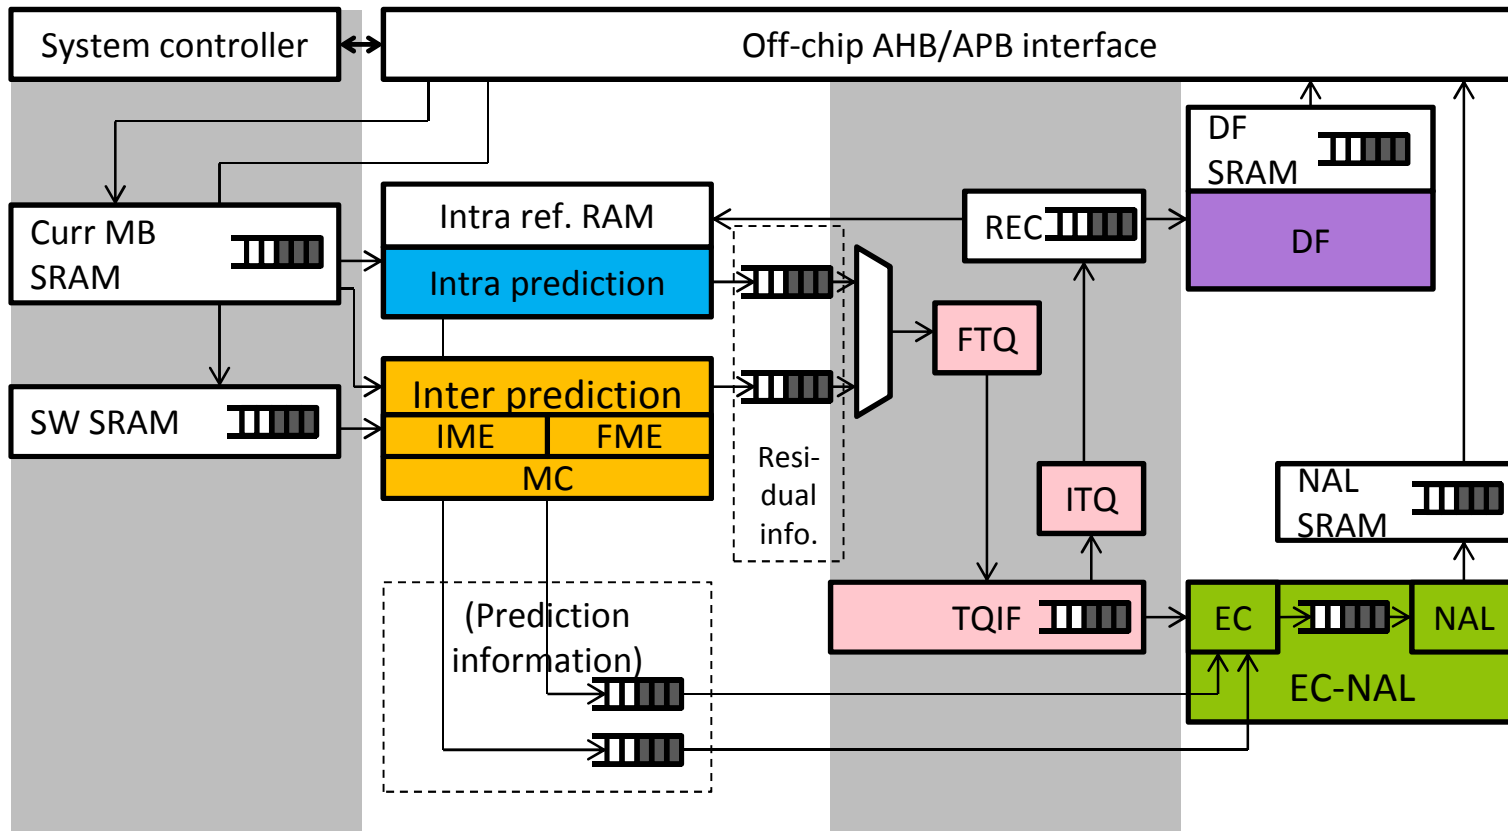 System controller
Off-chip AHB/APB interface
DF
SRAM
Intra ref. RAM
REC
Curr MB
SRAM
DF
Intra prediction
FTQ
Inter prediction
SW SRAM
IME
FME
MC
Resi-
dual
info.
ITQ
NAL
SRAM
(Prediction
information)
TQIF
EC
NAL
EC-NAL